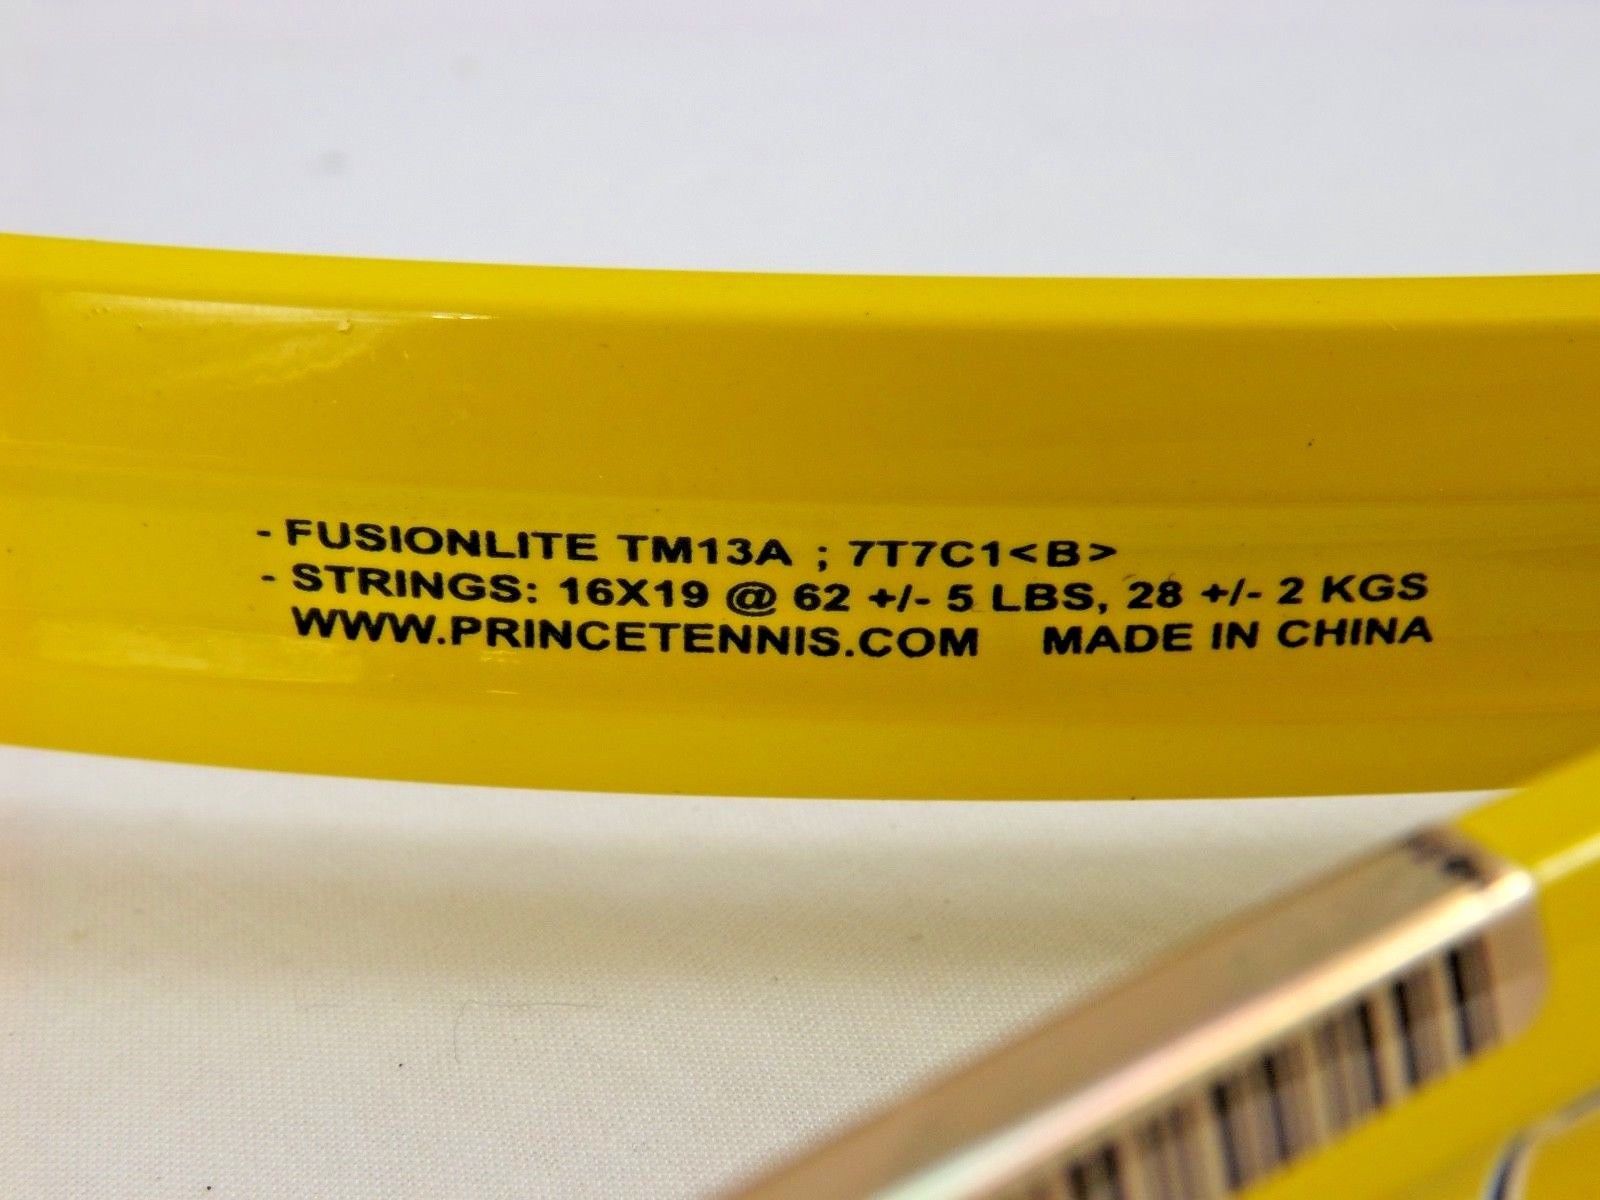 - FUSIONLITE TM13A ; 7T7C1<B>
- STRINGS: 16X19 @ 62 +/- 5 LBS, 28 +/- 2 KGS
WWW.PRINCETENNIS.COM MADE IN CHINA